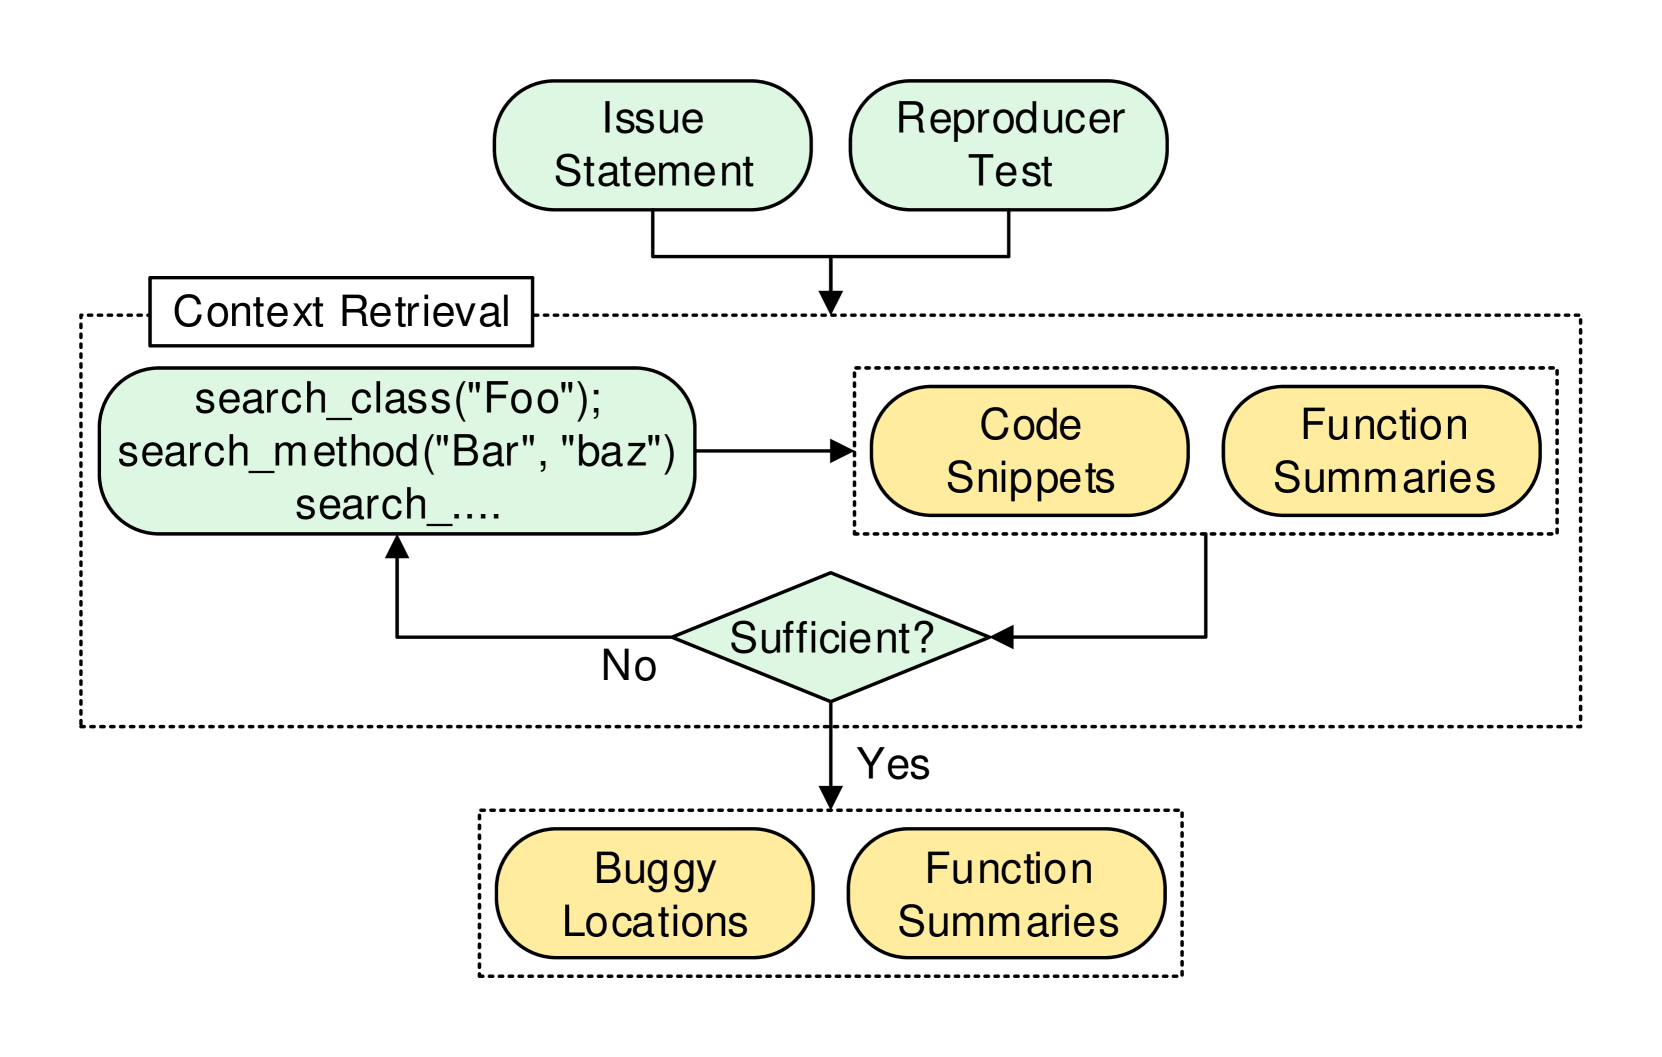 Issue
Statement
Reproducer
Test
Context Retrieval
search_class("Foo");
search_method("Bar", "baz")
search_....
Code
Snippets
Function
Summaries
Sufficient?
No
Yes
Buggy
Locations
Function
Summaries